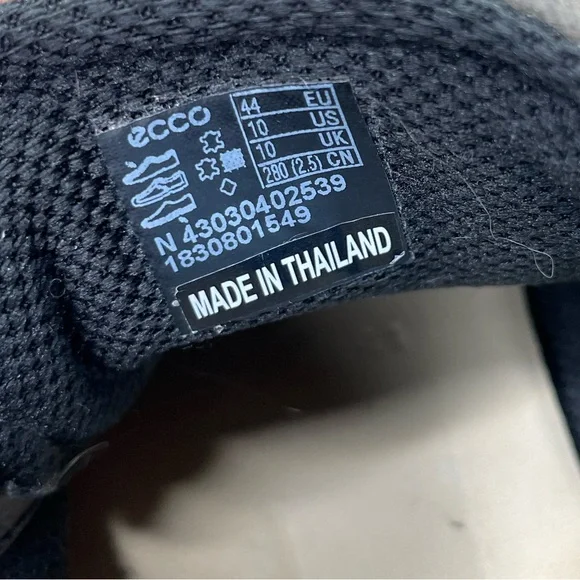 ecco
44 EU
10 US
10 UK
280 (2.5) CN
N 43030402539
1830801549
MADE IN THAILAND